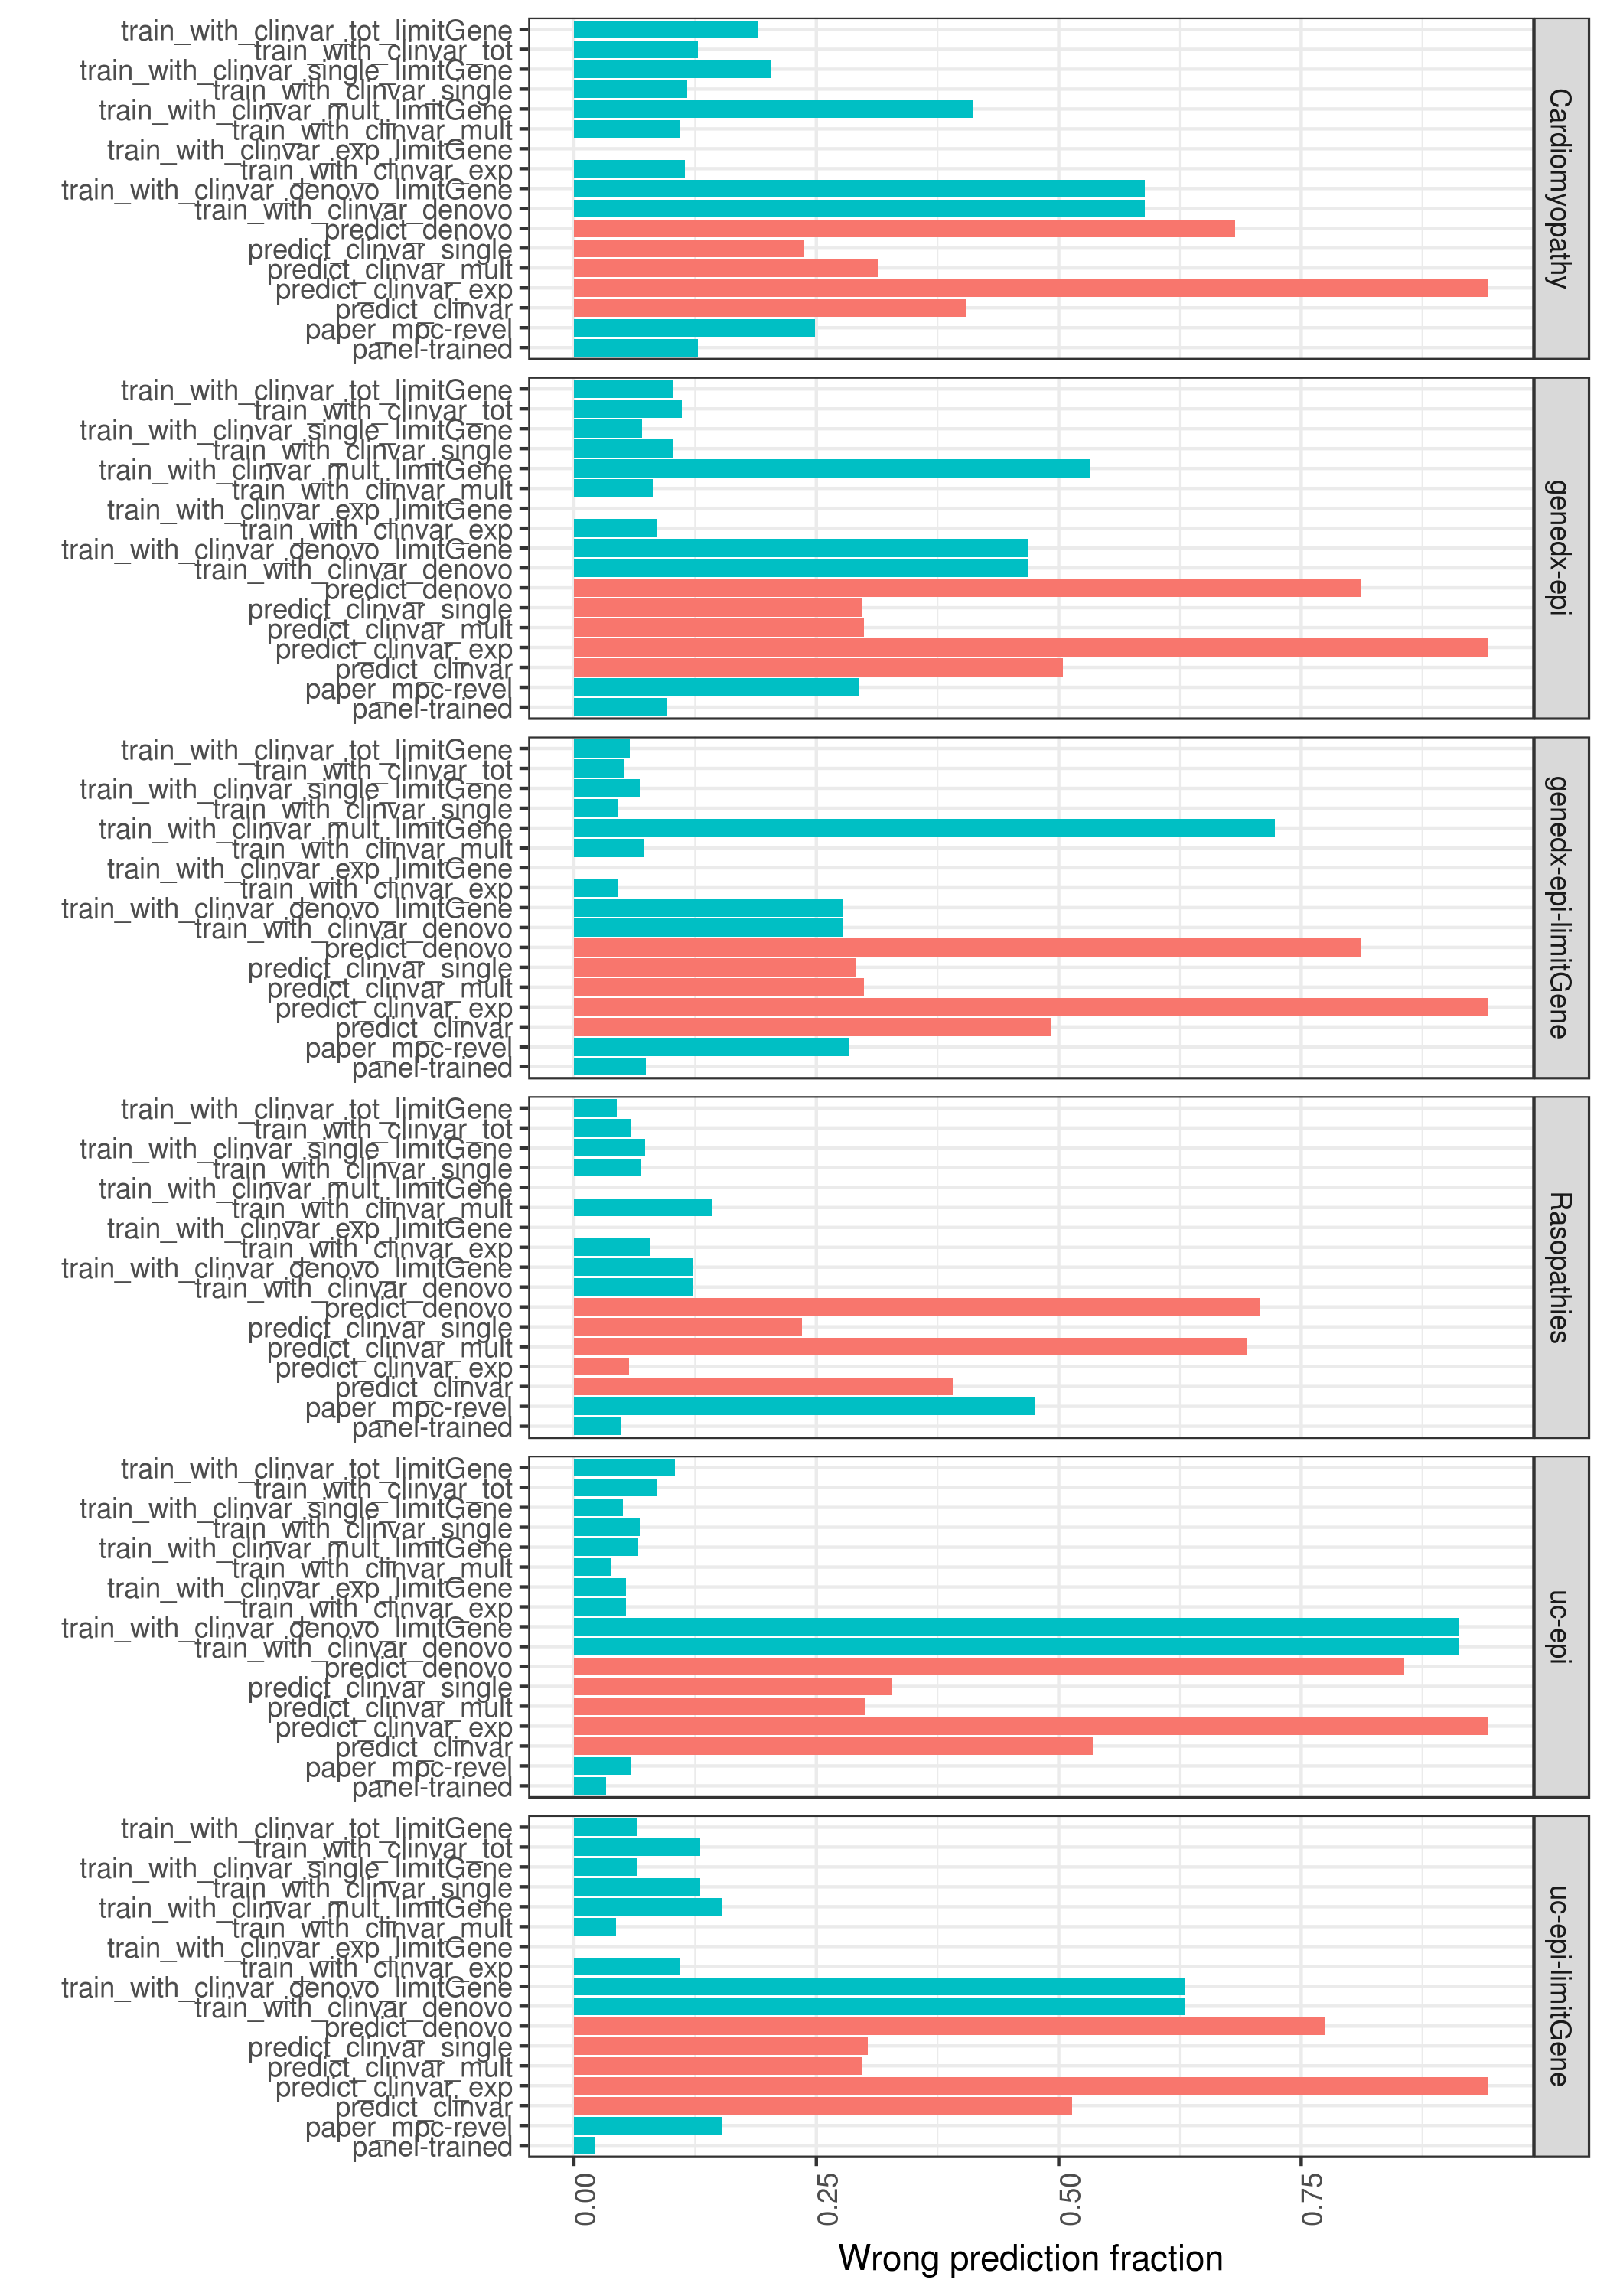 train_with_clinvar_tot_limitGene
train_with_clinvar_tot
train_with_clinvar_single_limitGene
train_with_clinvar_single
train_with_clinvar_mult_limitGene
train_with_clinvar_mult
train_with_clinvar_exp_limitGene
train_with_clinvar_exp
train_with_clinvar_denovo_limitGene
train_with_clinvar_denovo
predict_denovo
predict_clinvar_single
predict_clinvar_mult
predict_clinvar_exp
predict_clinvar
paper_mpc-revel
panel-trained
Cardiomyopathy
train_with_clinvar_tot_limitGene
train_with_clinvar_tot
train_with_clinvar_single_limitGene
train_with_clinvar_single
train_with_clinvar_mult_limitGene
train_with_clinvar_mult
train_with_clinvar_exp_limitGene
train_with_clinvar_exp
train_with_clinvar_denovo_limitGene
train_with_clinvar_denovo
predict_denovo
predict_clinvar_single
predict_clinvar_mult
predict_clinvar_exp
predict_clinvar
paper_mpc-revel
panel-trained
genedx-epi
train_with_clinvar_tot_limitGene
train_with_clinvar_tot
train_with_clinvar_single_limitGene
train_with_clinvar_single
train_with_clinvar_mult_limitGene
train_with_clinvar_mult
train_with_clinvar_exp_limitGene
train_with_clinvar_exp
train_with_clinvar_denovo_limitGene
train_with_clinvar_denovo
predict_denovo
predict_clinvar_single
predict_clinvar_mult
predict_clinvar_exp
predict_clinvar
paper_mpc-revel
panel-trained
genedx-epi-limitGene
train_with_clinvar_tot_limitGene
train_with_clinvar_tot
train_with_clinvar_single_limitGene
train_with_clinvar_single
train_with_clinvar_mult_limitGene
train_with_clinvar_mult
train_with_clinvar_exp_limitGene
train_with_clinvar_exp
train_with_clinvar_denovo_limitGene
train_with_clinvar_denovo
predict_denovo
predict_clinvar_single
predict_clinvar_mult
predict_clinvar_exp
predict_clinvar
paper_mpc-revel
panel-trained
Rasopathies
train_with_clinvar_tot_limitGene
train_with_clinvar_tot
train_with_clinvar_single_limitGene
train_with_clinvar_single
train_with_clinvar_mult_limitGene
train_with_clinvar_mult
train_with_clinvar_exp_limitGene
train_with_clinvar_exp
train_with_clinvar_denovo_limitGene
train_with_clinvar_denovo
predict_denovo
predict_clinvar_single
predict_clinvar_mult
predict_clinvar_exp
predict_clinvar
paper_mpc-revel
panel-trained
uc-epi
train_with_clinvar_tot_limitGene
train_with_clinvar_tot
train_with_clinvar_single_limitGene
train_with_clinvar_single
train_with_clinvar_mult_limitGene
train_with_clinvar_mult
train_with_clinvar_exp_limitGene
train_with_clinvar_exp
train_with_clinvar_denovo_limitGene
train_with_clinvar_denovo
predict_denovo
predict_clinvar_single
predict_clinvar_mult
predict_clinvar_exp
predict_clinvar
paper_mpc-revel
panel-trained
uc-epi-limitGene
0.00
0.25
0.50
0.75
Wrong prediction fraction